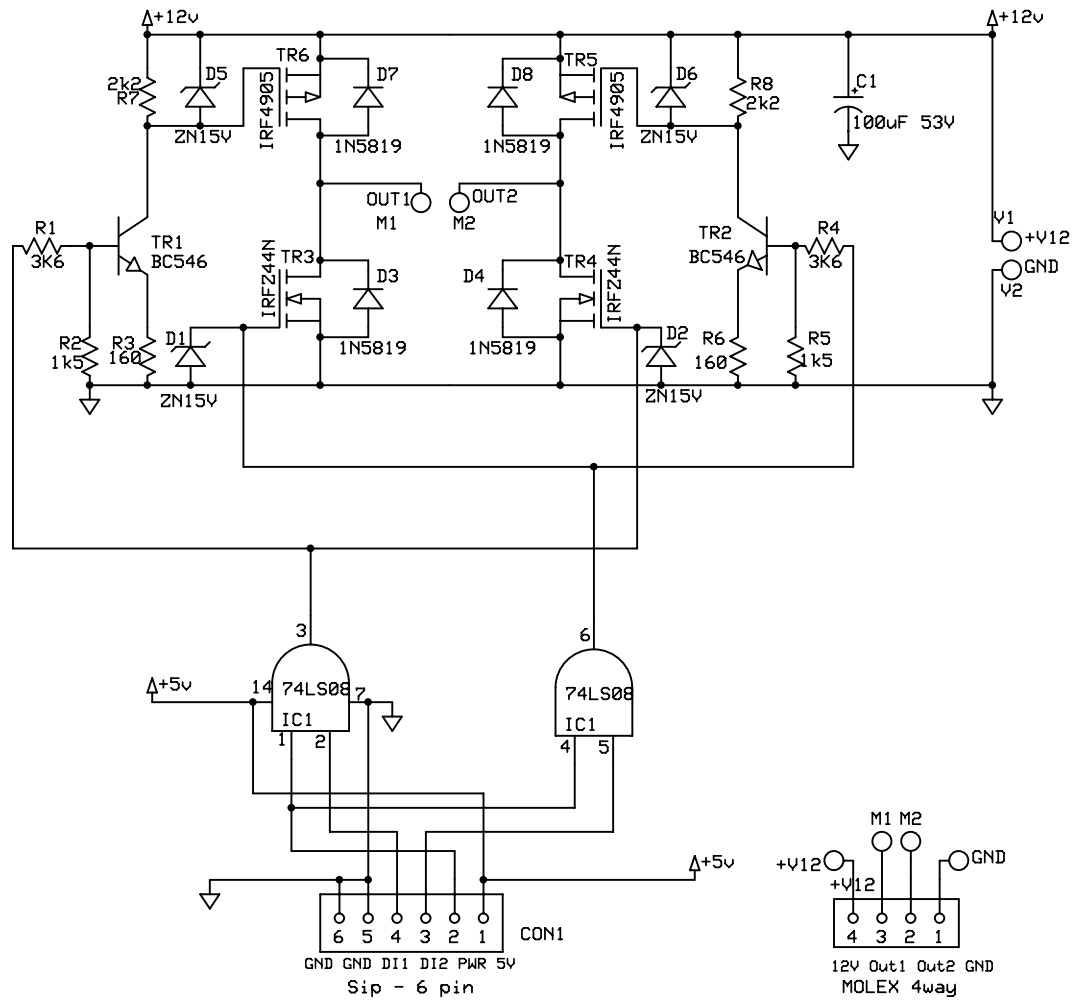 +12v
+12v
2k2
R7
D5
TR6
IRF4905
D7
D8
TR5
IRF4905
D6
R8
2k2
C1
+
100uF 53V
ZN15V
1N5819
1N5819
ZN15V
OUT1
M1
OUT2
M2
R1
3K6
TR1
BC546
TR3
IRFZ44N
D3
D4
TR4
IRFZ44N
TR2
BC546
R4
3K6
V1
+V12
GND
V2
R2
1k5
R3
160
D1
1N5819
1N5819
D2
R6
160
R5
1k5
ZN15V
ZN15V
3
6
+5v
14
74LS08
7
IC1
1
2
74LS08
IC1
4
5
M1 M2
+V12
GND
+V12
+5v
6 5 4 3 2 1
CON1
4 3 2 1
GND GND DI1 DI2 PWR 5V
Sip - 6 pin
12V Out1 Out2 GND
MOLEX 4way